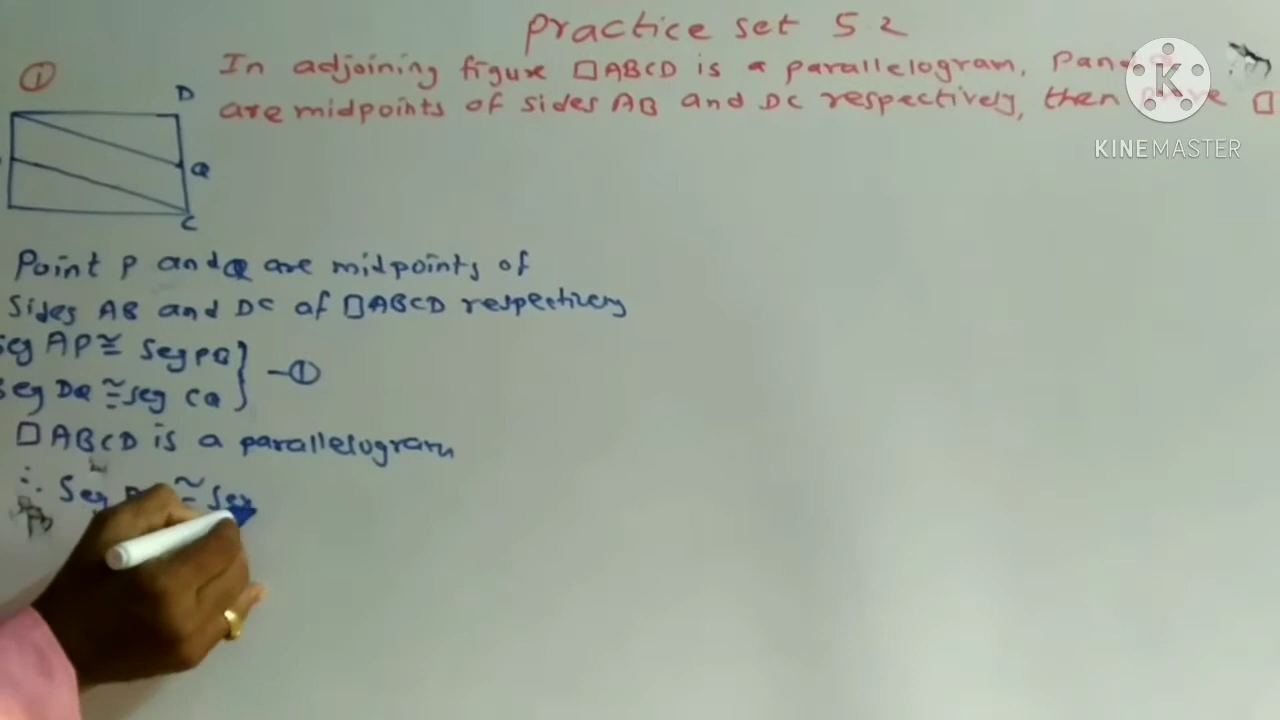 Practice set 5 2
① In adjoining figure □ABCD is a parallelogram, P and
are midpoints of sides AB and DC respectively, then □
K
KINEMASTER
D
Q
C
Point P and Q are midpoints of
Sides AB and DC of □ABCD respectively
Seg AP ≅ Seg PB } —①
Seg DQ ≅ seg CQ
□ABCD is a parallelogram
∴ Seg ≅ Seg